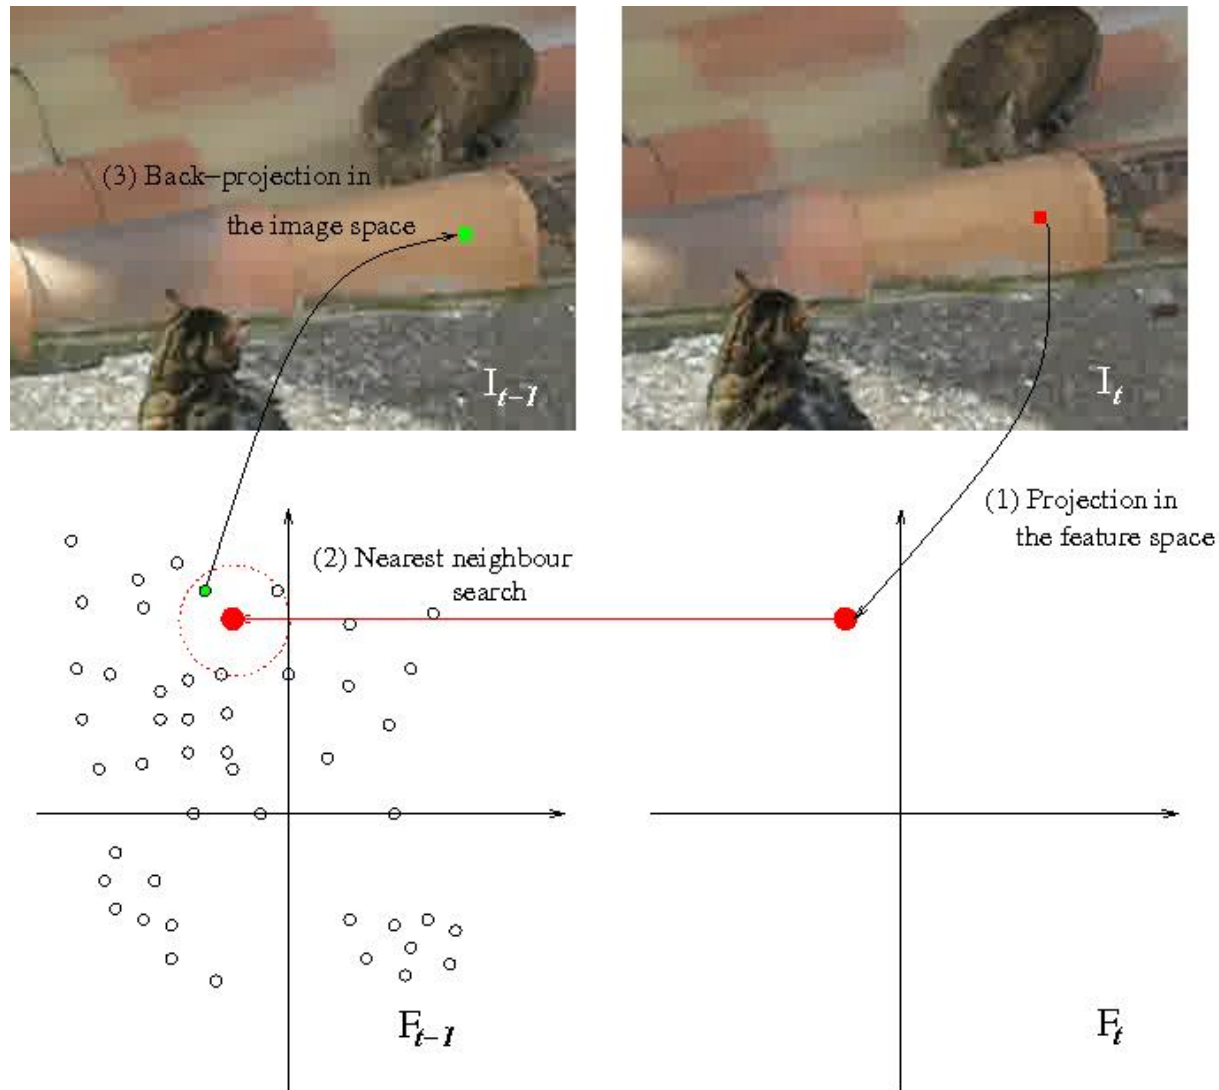 (3) Back–projection in
the image space
I_{t-1}
I_t
(1) Projection in
the feature space
(2) Nearest neighbour
search
F_{t-1}
F_t